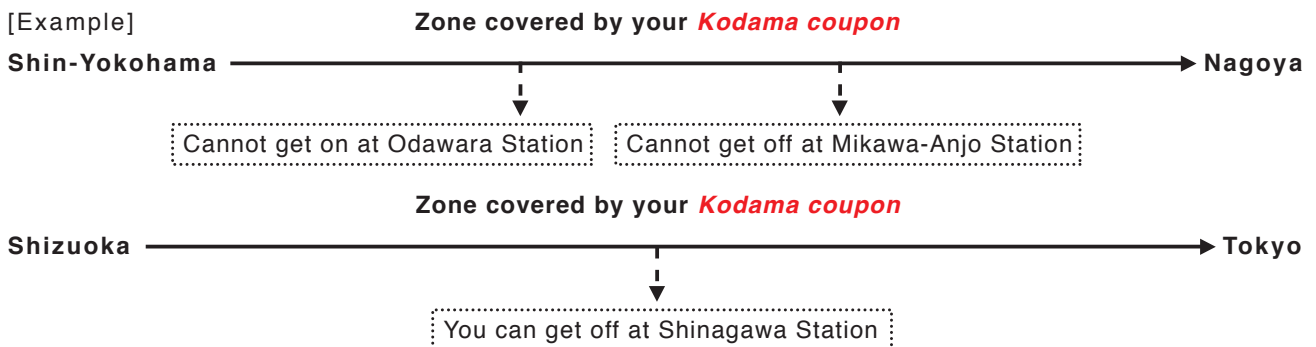 [Example]
Zone covered by your Kodama coupon
Shin-Yokohama Nagoya
Cannot get on at Odawara Station Cannot get off at Mikawa-Anjo Station
Zone covered by your Kodama coupon
Shizuoka Tokyo
You can get off at Shinagawa Station